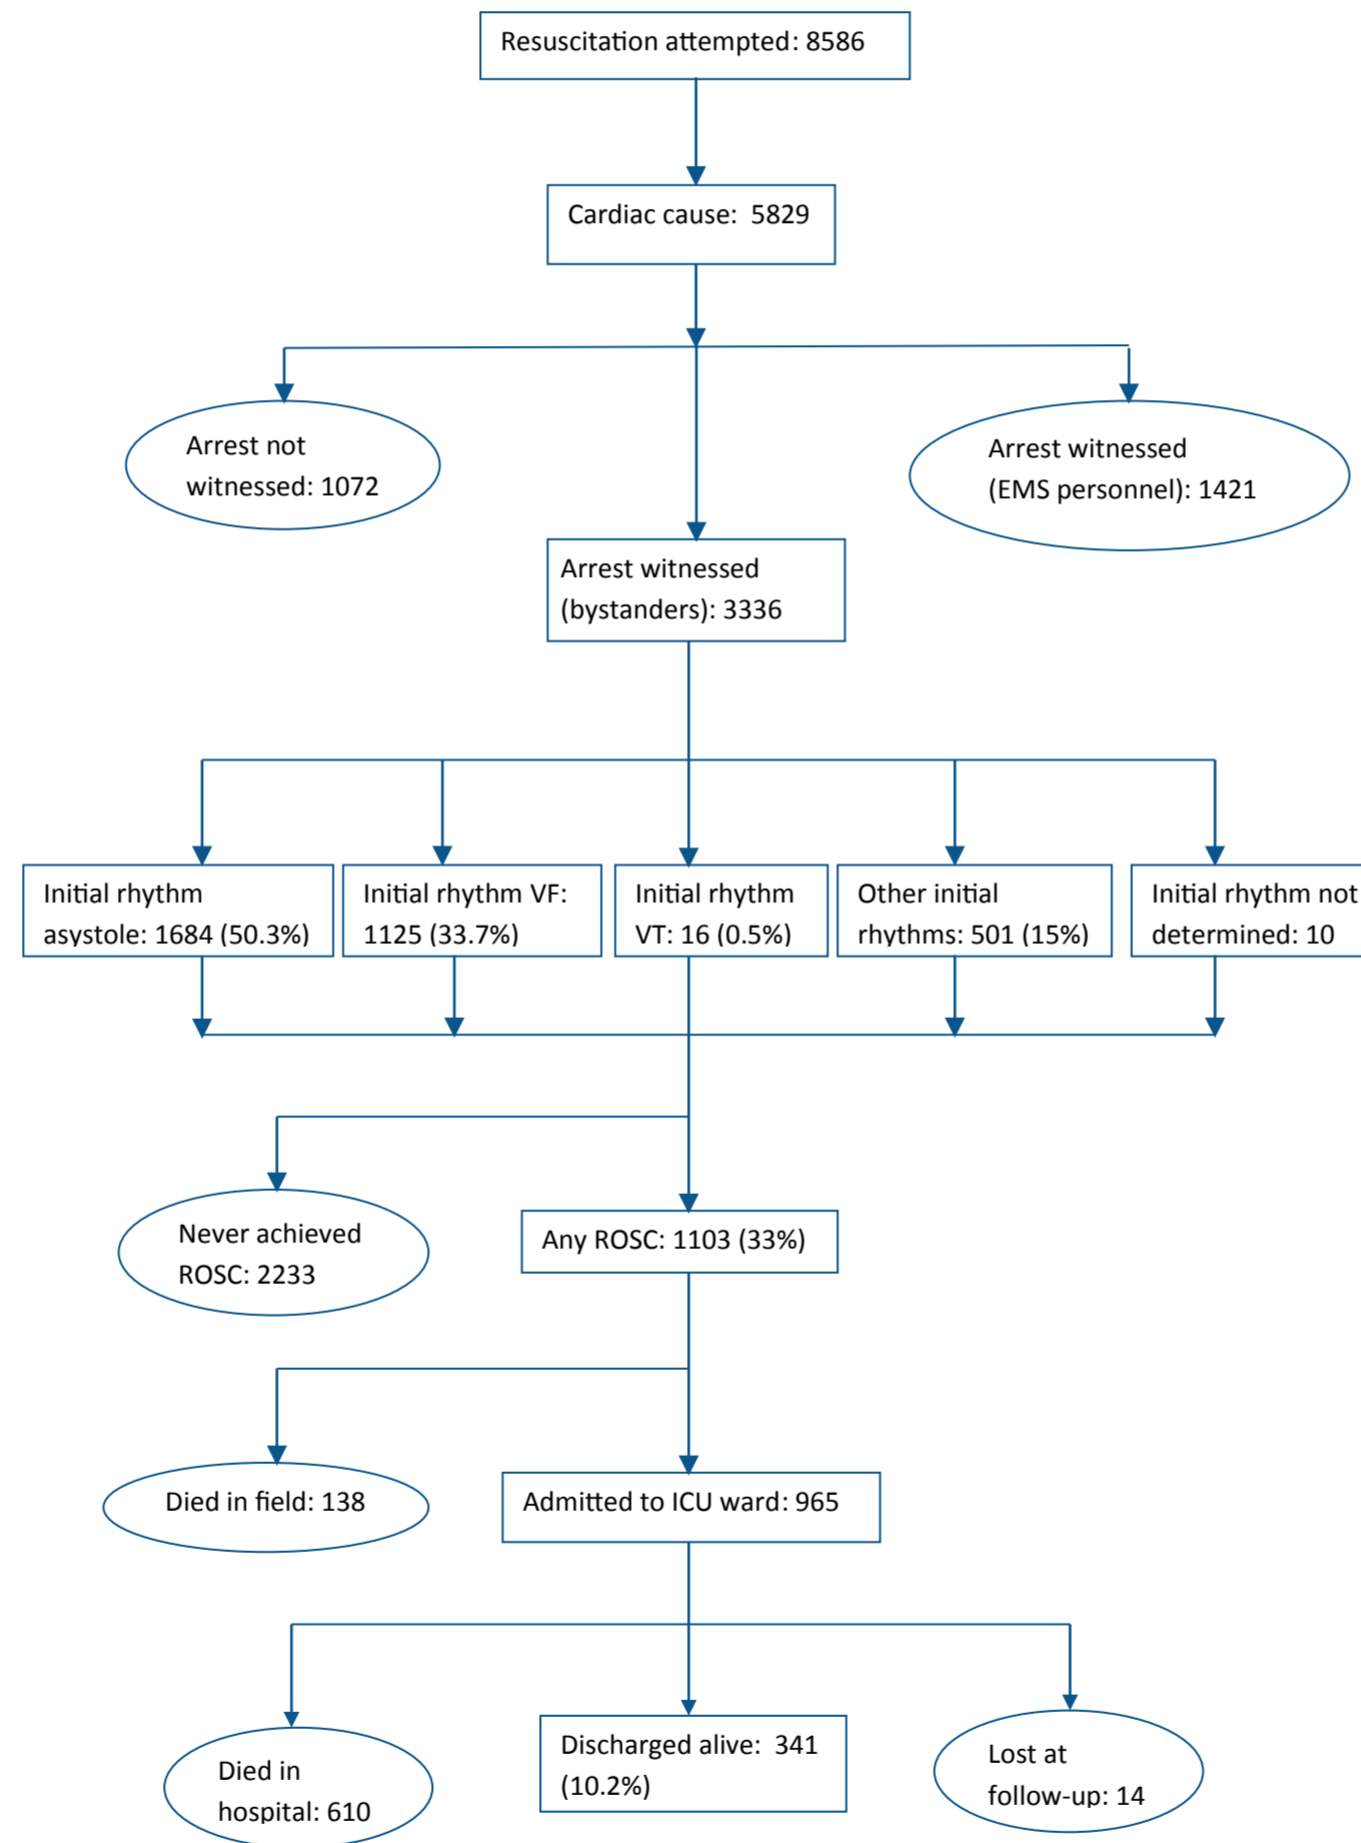 Resuscitation attempted: 8586
Cardiac cause:  5829
Arrest not
witnessed: 1072
Arrest witnessed
(EMS personnel): 1421
Arrest witnessed
(bystanders): 3336
Initial rhythm
asystole: 1684 (50.3%)
Initial rhythm VF:
1125 (33.7%)
Initial rhythm
VT: 16 (0.5%)
Other initial
rhythms: 501 (15%)
Initial rhythm not
determined: 10
Never achieved
ROSC: 2233
Any ROSC: 1103 (33%)
Died in field: 138
Admitted to ICU ward: 965
Died in
hospital: 610
Discharged alive:  341
(10.2%)
Lost at
follow-up: 14